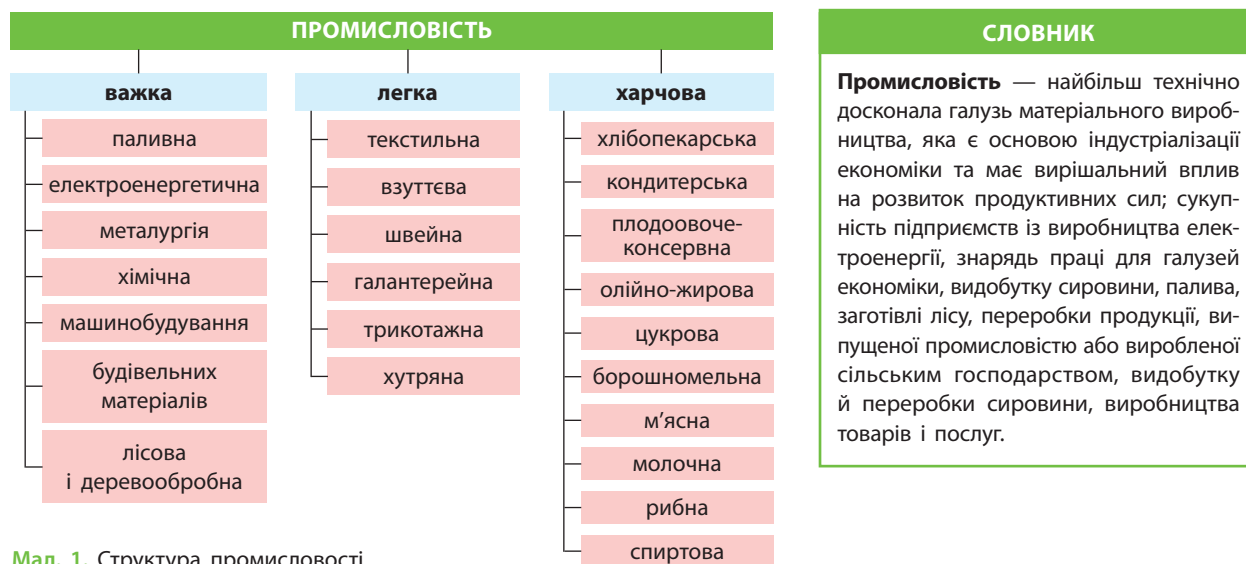 ПРОМИСЛОВІСТЬ
важка
паливна
електроенергетична
металургія
хімічна
машинобудування
будівельних
матеріалів
лісова
і деревообробна
легка
текстильна
взуттєва
швейна
галантерейна
трикотажна
хутряна
харчова
хлібопекарська
кондитерська
плодоовоче-
консервна
олійно-жирова
цукрова
борошномельна
м’ясна
молочна
рибна
спиртова
Мал. 1. Структура промисловості
СЛОВНИК
Промисловість — найбільш технічно
досконала галузь матеріального вироб-
ництва, яка є основою індустріалізації
економіки та має вирішальний вплив
на розвиток продуктивних сил; сукуп-
ність підприємств із виробництва елек-
троенергії, знарядь праці для галузей
економіки, видобутку сировини, палива,
заготівлі лісу, переробки продукції, ви-
пущеної промисловістю або виробленої
сільським господарством, видобутку
й переробки сировини, виробництва
товарів і послуг.